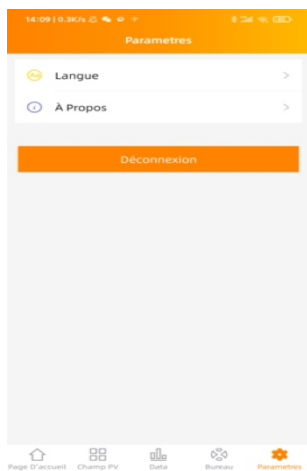 14:09 | 0.3K/s
Parametres
Langue
À Propos
Déconnexion
Page D'accueil Champ PV Data Bureau Parametres